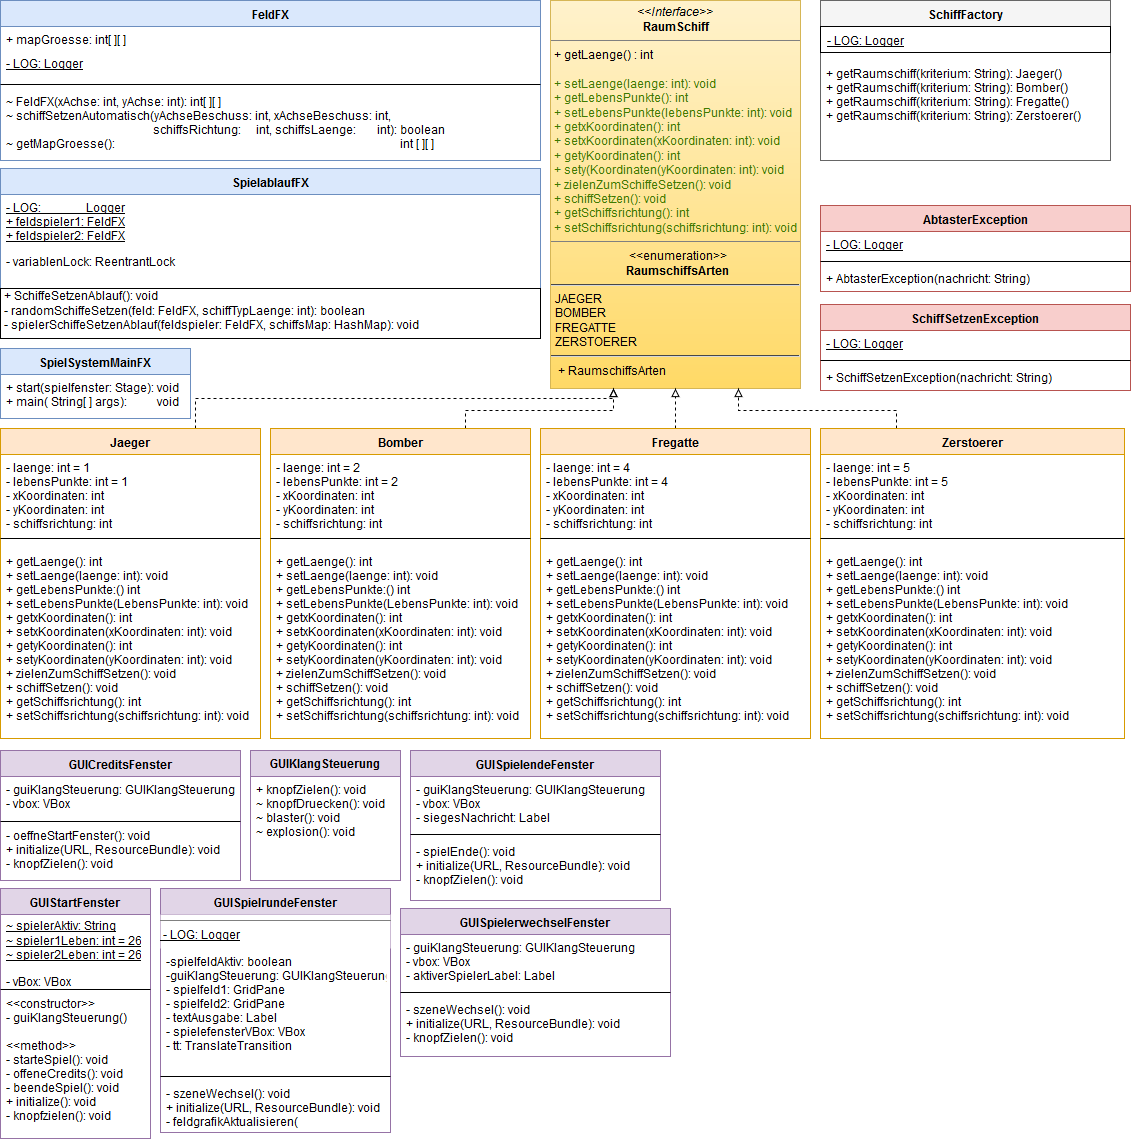 FeldFX
+ mapGroesse: int[ ][ ]
- LOG: Logger
~ FeldFX(xAchse: int, yAchse: int): int[ ][ ]
~ schiffSetzenAutomatisch(yAchseBeschuss: int, xAchseBeschuss: int,
schiffsRichtung: int, schiffsLaenge: int): boolean
~ getMapGroesse(): int [ ][ ]
SpielablaufFX
- LOG: Logger
+ feldspieler1: FeldFX
+ feldspieler2: FeldFX
- variablenLock: ReentrantLock
+ SchiffeSetzenAblauf(): void
- randomSchiffeSetzen(feld: FeldFX, schiffTypLaenge: int): boolean
- spielerSchiffeSetzenAblauf(feldspieler: FeldFX, schiffsMap: HashMap): void
SpielSystemMainFX
+ start(spielfenster: Stage): void
+ main( String[ ] args): void
<<Interface>>
RaumSchiff
+ getLaenge() : int
+ setLaenge(laenge: int): void
+ getLebensPunkte(): int
+ setLebensPunkte(lebensPunkte: int): void
+ getxKoordinaten(): int
+ setxKoordinaten(xKoordinaten: int): void
+ getyKoordinaten(): int
+ sety(Koordinaten(yKoordinaten: int): void
+ zielenZumSchiffeSetzen(): void
+ schiffSetzen(): void
+ getSchiffsrichtung(): int
+ setSchiffsrichtung(schiffsrichtung: int): void
<<enumeration>>
RaumschiffsArten
JAEGER
BOMBER
FREGATTE
ZERSTOERER
+ RaumschiffsArten
SchiffFactory
- LOG: Logger
+ getRaumschiff(kriterium: String): Jaeger()
+ getRaumschiff(kriterium: String): Bomber()
+ getRaumschiff(kriterium: String): Fregatte()
+ getRaumschiff(kriterium: String): Zerstoerer()
AbtasterException
- LOG: Logger
+ AbtasterException(nachricht: String)
SchiffSetzenException
- LOG: Logger
+ SchiffSetzenException(nachricht: String)
Jaeger
- laenge: int = 1
- lebensPunkte: int = 1
- xKoordinaten: int
- yKoordinaten: int
- schiffsrichtung: int
+ getLaenge(): int
+ setLaenge(laenge: int): void
+ getLebensPunkte:() int
+ setLebensPunkte(LebensPunkte: int): void
+ getxKoordinaten(): int
+ setxKoordinaten(xKoordinaten: int): void
+ getyKoordinaten(): int
+ setyKoordinaten(yKoordinaten: int): void
+ zielenZumSchiffSetzen(): void
+ schiffSetzen(): void
+ getSchiffsrichtung(): int
+ setSchiffsrichtung(schiffsrichtung: int): void
Bomber
- laenge: int = 2
- lebensPunkte: int = 2
- xKoordinaten: int
- yKoordinaten: int
- schiffsrichtung: int
+ getLaenge(): int
+ setLaenge(laenge: int): void
+ getLebensPunkte:() int
+ setLebensPunkte(LebensPunkte: int): void
+ getxKoordinaten(): int
+ setxKoordinaten(xKoordinaten: int): void
+ getyKoordinaten(): int
+ setyKoordinaten(yKoordinaten: int): void
+ zielenZumSchiffSetzen(): void
+ schiffSetzen(): void
+ getSchiffsrichtung(): int
+ setSchiffsrichtung(schiffsrichtung: int): void
Fregatte
- laenge: int = 4
- lebensPunkte: int = 4
- xKoordinaten: int
- yKoordinaten: int
- schiffsrichtung: int
+ getLaenge(): int
+ setLaenge(laenge: int): void
+ getLebensPunkte:() int
+ setLebensPunkte(LebensPunkte: int): void
+ getxKoordinaten(): int
+ setxKoordinaten(xKoordinaten: int): void
+ getyKoordinaten(): int
+ setyKoordinaten(yKoordinaten: int): void
+ zielenZumSchiffSetzen(): void
+ schiffSetzen(): void
+ getSchiffsrichtung(): int
+ setSchiffsrichtung(schiffsrichtung: int): void
Zerstoerer
- laenge: int = 5
- lebensPunkte: int = 5
- xKoordinaten: int
- yKoordinaten: int
- schiffsrichtung: int
+ getLaenge(): int
+ setLaenge(laenge: int): void
+ getLebensPunkte:() int
+ setLebensPunkte(LebensPunkte: int): void
+ getxKoordinaten(): int
+ setxKoordinaten(xKoordinaten: int): void
+ getyKoordinaten(): int
+ setyKoordinaten(yKoordinaten: int): void
+ zielenZumSchiffSetzen(): void
+ schiffSetzen(): void
+ getSchiffsrichtung(): int
+ setSchiffsrichtung(schiffsrichtung: int): void
GUICreditsFenster
- guiKlangSteuerung: GUIKlangSteuerung
- vbox: VBox
- oeffneStartFenster(): void
+ initialize(URL, ResourceBundle): void
- knopfZielen(): void
GUIKlangSteuerung
+ knopfZielen(): void
~ knopfDruecken(): void
~ blaster(): void
~ explosion(): void
GUISpielendeFenster
- guiKlangSteuerung: GUIKlangSteuerung
- vbox: VBox
- siegesNachricht: Label
- spielEnde(): void
+ initialize(URL, ResourceBundle): void
- knopfZielen(): void
GUIStartFenster
~ spielerAktiv: String
~ spieler1Leben: int = 26
~ spieler2Leben: int = 26
- vBox: VBox
<<constructor>>
- guiKlangSteuerung()
<<method>>
- starteSpiel(): void
- offeneCredits(): void
- beendeSpiel(): void
+ initialize(): void
- knopfzielen(): void
GUISpielrundeFenster
- LOG: Logger
-spielfeldAktiv: boolean
-guiKlangSteuerung: GUIKlangSteuerun
- spielfeld1: GridPane
- spielfeld2: GridPane
- textAusgabe: Label
- spielefensterVBox: VBox
- tt: TranslateTransition
- szeneWechsel(): void
+ initialize(URL, ResourceBundle): void
- feldgrafikAktualisieren(
GUISpielerwechselFenster
- guiKlangSteuerung: GUIKlangSteuerung
- vbox: VBox
- aktiverSpielerLabel: Label
- szeneWechsel(): void
+ initialize(URL, ResourceBundle): void
- knopfZielen(): void